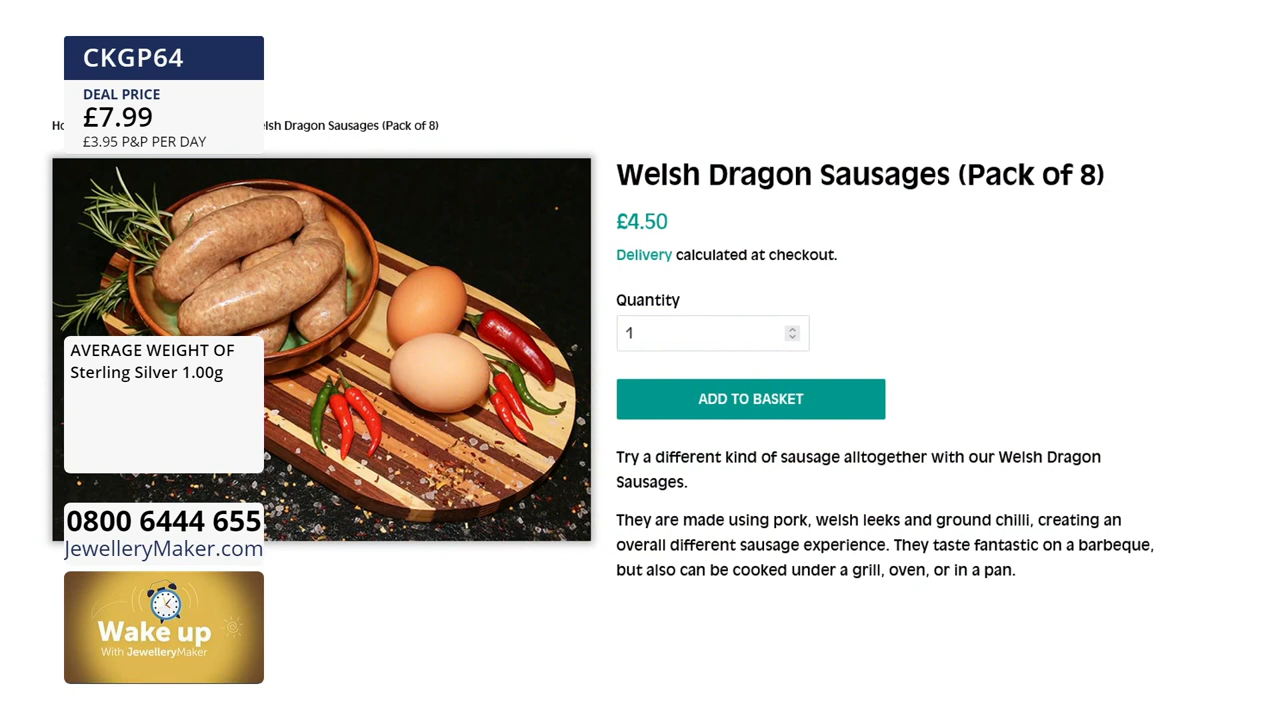 CKGP64
DEAL PRICE
£7.99
£3.95 P&P PER DAY
Dragon Sausages (Pack of 8)
AVERAGE WEIGHT OF
Sterling Silver 1.00g
0800 6444 655
JewelleryMaker.com
Wake up
With JewelleryMaker
Welsh Dragon Sausages (Pack of 8)
£4.50
Delivery calculated at checkout.
Quantity
1
ADD TO BASKET
Try a different kind of sausage alltogether with our Welsh Dragon
Sausages.
They are made using pork, welsh leeks and ground chilli, creating an
overall different sausage experience. They taste fantastic on a barbeque,
but also can be cooked under a grill, oven, or in a pan.